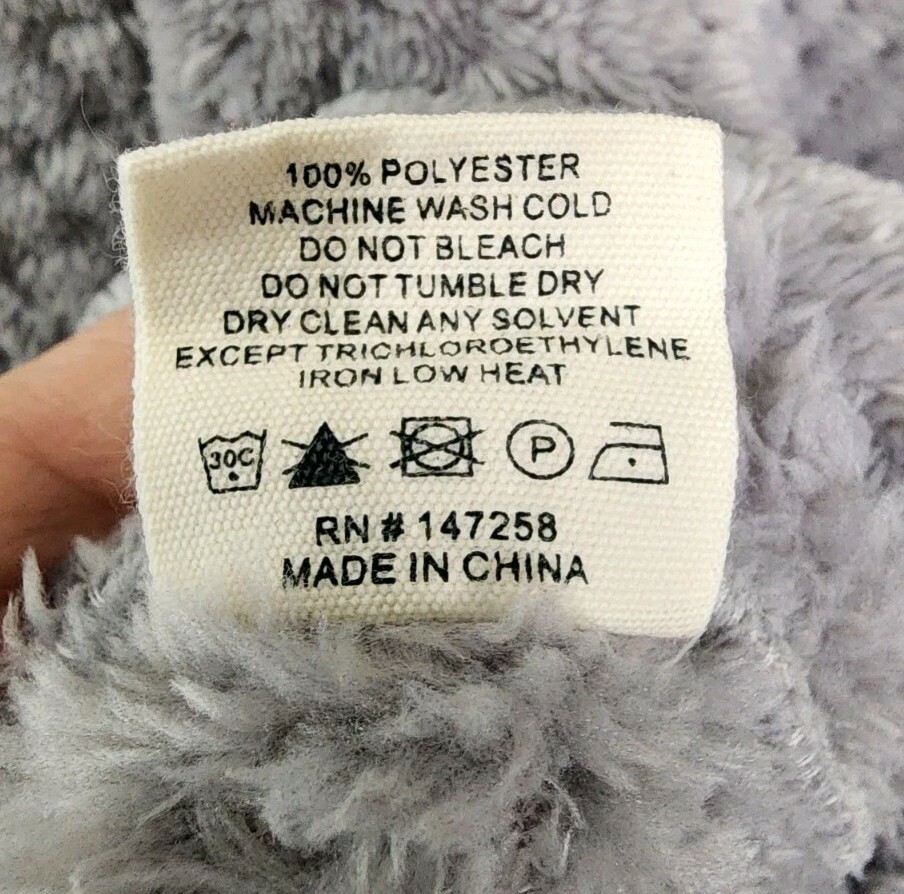 100% POLYESTER
MACHINE WASH COLD
DO NOT BLEACH
DO NOT TUMBLE DRY
DRY CLEAN ANY SOLVENT
EXCEPT TRICHLOROETHYLENE
IRON LOW HEAT
30C P
RN # 147258
MADE IN CHINA